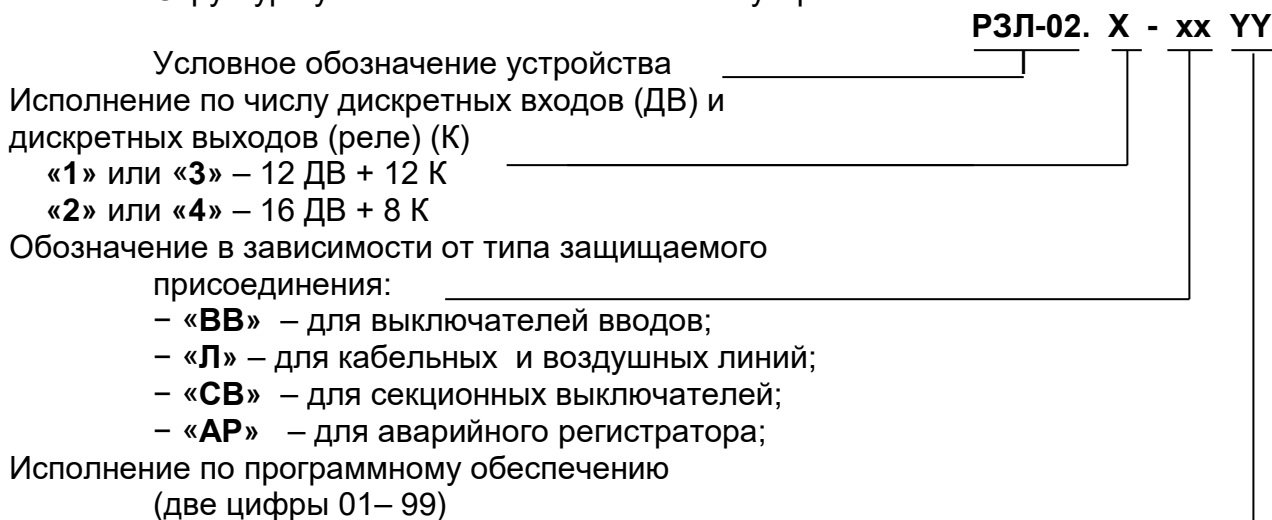 РЗЛ-02. X - xx YY
Условное обозначение устройства
Исполнение по числу дискретных входов (ДВ) и
дискретных выходов (реле) (К)
«1» или «3» – 12 ДВ + 12 К
«2» или «4» – 16 ДВ + 8 К
Обозначение в зависимости от типа защищаемого
присоединения:
− «ВВ» – для выключателей вводов;
− «Л» – для кабельных и воздушных линий;
− «СВ» – для секционных выключателей;
− «АР» – для аварийного регистратора;
Исполнение по программному обеспечению
(две цифры 01– 99)